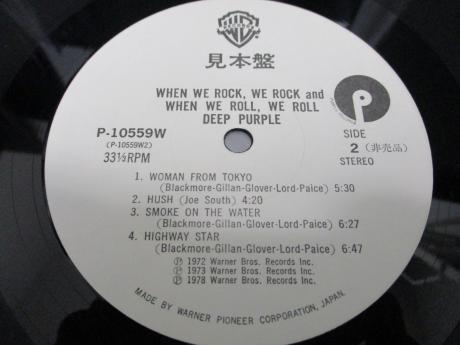 WB
見本盤
WHEN WE ROCK, WE ROCK and
WHEN WE ROLL, WE ROLL
DEEP PURPLE
P-10559W
(P-10559W2)
33⅓RPM
P
SIDE
2 (非売品)
STEREO
1. WOMAN FROM TOKYO
(Blackmore-Gillan-Glover-Lord-Paice) 5:30
2. HUSH (Joe South) 4:20
3. SMOKE ON THE WATER
(Blackmore-Gillan-Glover-Lord-Paice) 6:27
4. HIGHWAY STAR
(Blackmore-Gillan-Glover-Lord-Paice) 6:47
℗ 1972 Warner Bros. Records Inc.
℗ 1973 Warner Bros. Records Inc.
℗ 1978 Warner Bros. Records Inc.
MADE BY WARNER PIONEER CORPORATION, JAPAN.